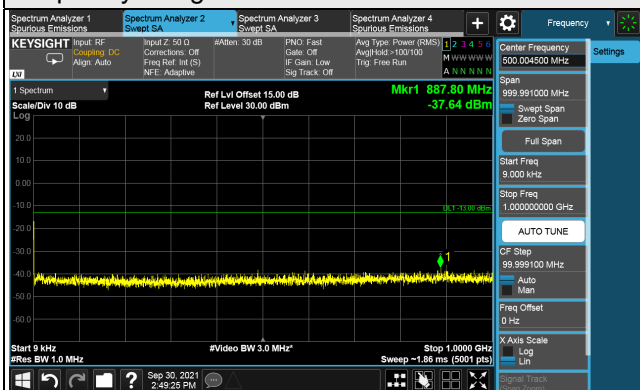 Spectrum Analyzer 1
Spurious Emissions
Spectrum Analyzer 2
Swept SA
Spectrum Analyzer 3
Swept SA
Spectrum Analyzer 4
Spurious Emissions
Frequency
KEYSIGHT
Input: RF
Coupling: DC
Align: Auto
Input Z: 50 Ω
Corrections: Off
Freq Ref: Int (S)
NFE: Adaptive
#Atten: 30 dB
PNO: Fast
Gate: Off
IF Gain: Low
Sig Track: Off
Avg Type: Power (RMS)
Avg|Hold:>100/100
Trig: Free Run
1 2 3 4 5 6
M W W W W W
A N N N N N
LXI
1 Spectrum
Scale/Div 10 dB
Ref Lvl Offset 15.00 dB
Ref Level 30.00 dBm
Mkr1 887.80 MHz
-37.64 dBm
Log
20.0
10.0
0.00
-10.0
DL1 -13.00 dBm
-20.0
-30.0
1
-40.0
-50.0
-60.0
Start 9 kHz
#Res BW 1.0 MHz
#Video BW 3.0 MHz*
Stop 1.0000 GHz
Sweep ~1.86 ms (5001 pts)
Sep 30, 2021
2:49:25 PM
Center Frequency
500.004500 MHz
Settings
Span
999.991000 MHz
Swept Span
Zero Span
Full Span
Start Freq
9.000 kHz
Stop Freq
1.000000000 GHz
AUTO TUNE
CF Step
99.999100 MHz
Auto
Man
Freq Offset
0 Hz
X Axis Scale
Log
Lin
Signal Track
(Span Zoom)